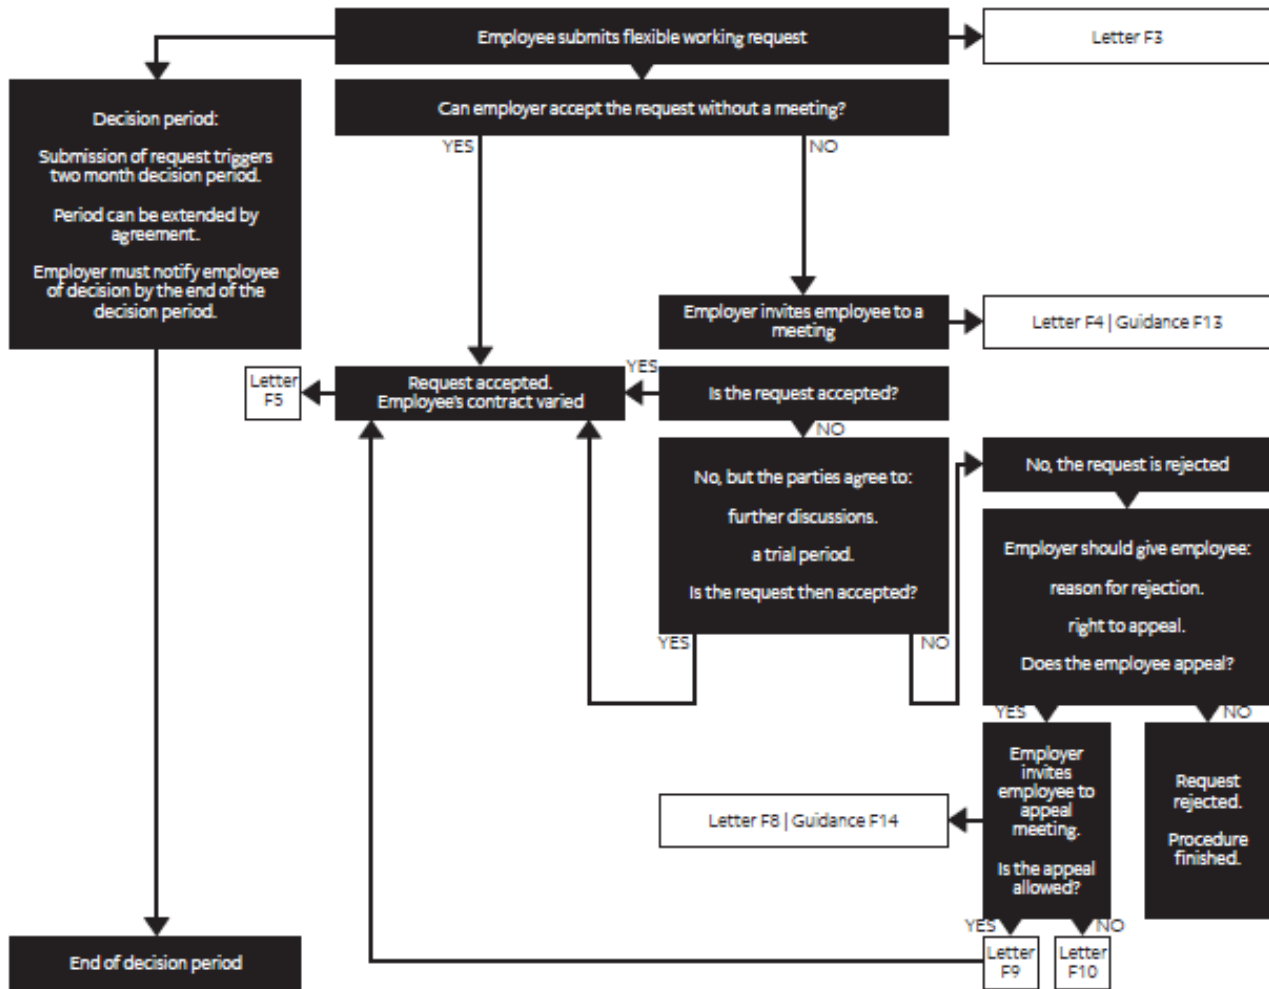 Employee submits flexible working request
Letter F3
Decision period:
Submission of request triggers
two month decision period.
Period can be extended by
agreement.
Employer must notify employee
of decision by the end of the
decision period.
Can employer accept the request without a meeting?
YES
NO
Employer invites employee to a
meeting
Letter F4 | Guidance F13
Letter
F5
Request accepted.
Employee's contract varied
YES
Is the request accepted?
NO
No, but the parties agree to:
further discussions.
a trial period.
Is the request then accepted?
YES
NO
No, the request is rejected
Employer should give employee:
reason for rejection.
right to appeal.
Does the employee appeal?
YES
NO
Employer
invites
employee to
appeal
meeting.
Is the appeal
allowed?
Request
rejected.
Procedure
finished.
Letter F8 | Guidance F14
YES
NO
Letter
F9
Letter
F10
End of decision period